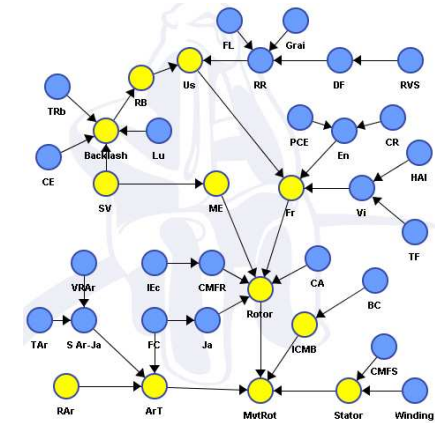 FL Grai
Us RR DF RVS
RB
TRb
PCE En CR
Backlash Lu
HAI
CE
SV ME Fr Vi
TF
VRAr IEc CMFR CA
BC
Rotor
TAr S Ar-Ja FC Ja ICMB
CMFS
RAr ArT MvtRot Stator Winding